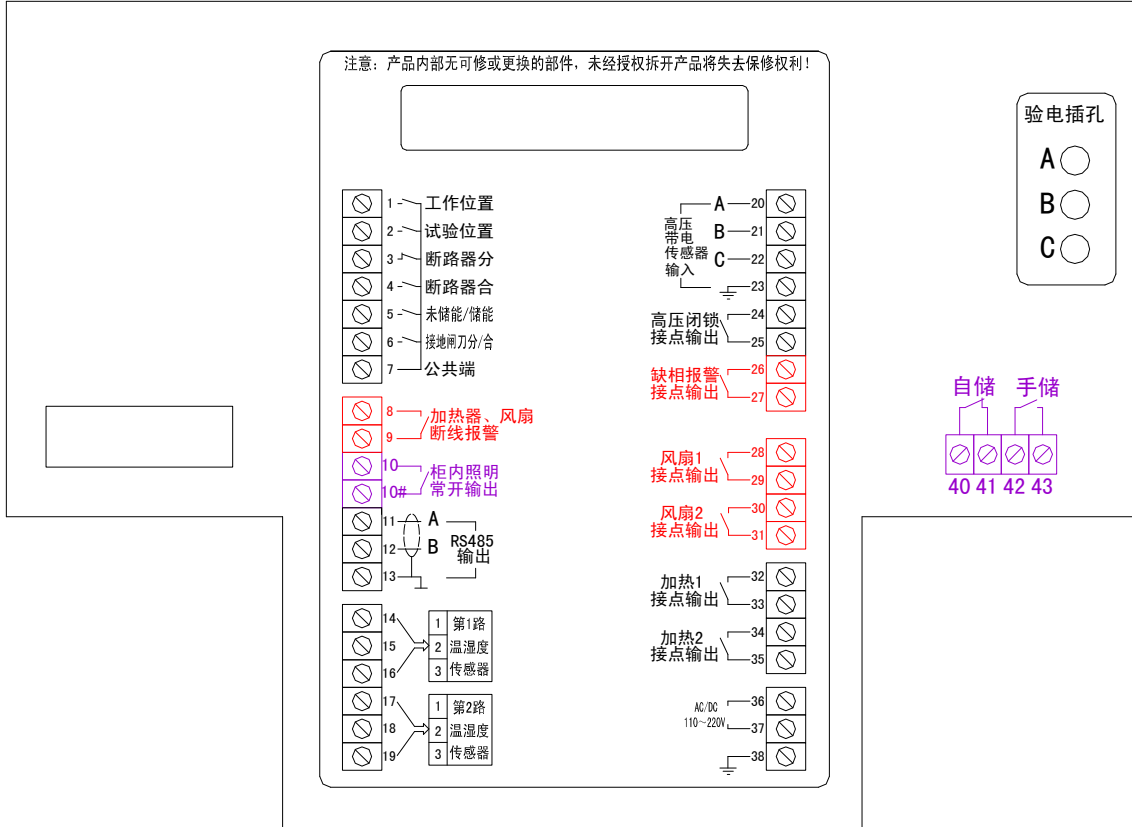 注意：产品内部无可修或更换的部件，未经授权拆开产品将失去保修权利！
验电插孔
A
B
C
1 工作位置
2 试验位置
3 断路器分
4 断路器合
5 未储能/储能
6 接地闸刀分/合
7 公共端
8 加热器、风扇
9 断线报警
10 柜内照明
10# 常开输出
11 A
12 B
13
RS485
输出
14
15
16
1 第1路
2 温湿度
3 传感器
17
18
19
1 第2路
2 温湿度
3 传感器
高压
带电
传感器
输入
A 20
B 21
C 22
23
高压闭锁 24
接点输出 25
缺相报警 26
接点输出 27
风扇1 28
接点输出 29
风扇2 30
接点输出 31
加热1 32
接点输出 33
加热2 34
接点输出 35
AC/DC 36
110～220V 37
38
自储 手储
40 41 42 43